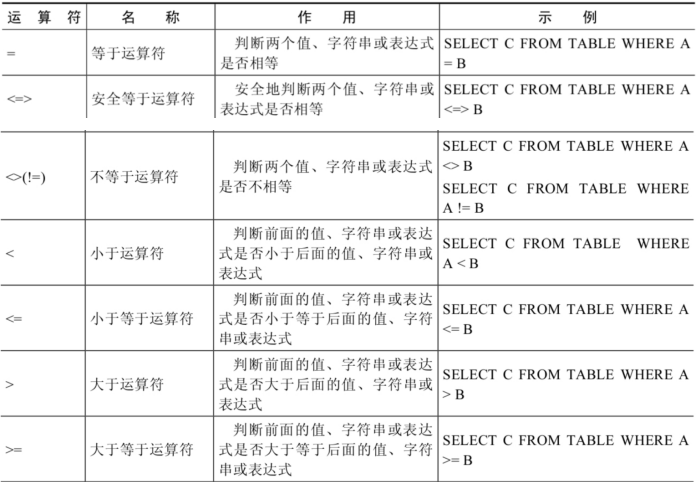 运 算 符 名 称 作 用 示 例
= 等于运算符 判断两个值、字符串或表达式是否相等 SELECT C FROM TABLE WHERE A = B
<=> 安全等于运算符 安全地判断两个值、字符串或表达式是否相等 SELECT C FROM TABLE WHERE A <=> B
<>(!=) 不等于运算符 判断两个值、字符串或表达式是否不相等 SELECT C FROM TABLE WHERE A <> B
SELECT C FROM TABLE WHERE A != B
< 小于运算符 判断前面的值、字符串或表达式是否小于后面的值、字符串或表达式 SELECT C FROM TABLE WHERE A < B
<= 小于等于运算符 判断前面的值、字符串或表达式是否小于等于后面的值、字符串或表达式 SELECT C FROM TABLE WHERE A <= B
> 大于运算符 判断前面的值、字符串或表达式是否大于后面的值、字符串或表达式 SELECT C FROM TABLE WHERE A > B
>= 大于等于运算符 判断前面的值、字符串或表达式是否大于等于后面的值、字符串或表达式 SELECT C FROM TABLE WHERE A >= B